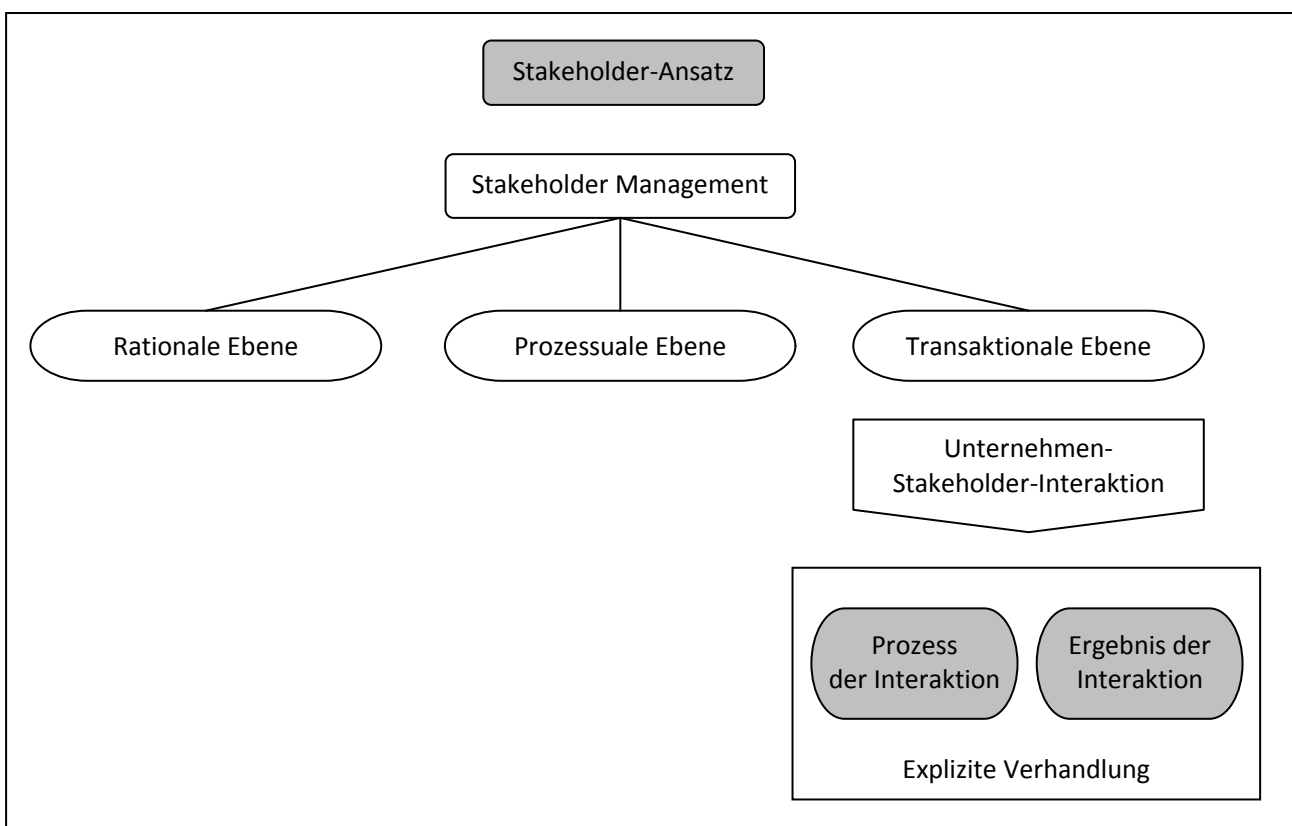 Stakeholder-Ansatz
Stakeholder Management
Rationale Ebene
Prozessuale Ebene
Transaktionale Ebene
Unternehmen-
Stakeholder-Interaktion
Prozess
der Interaktion
Ergebnis der
Interaktion
Explizite Verhandlung